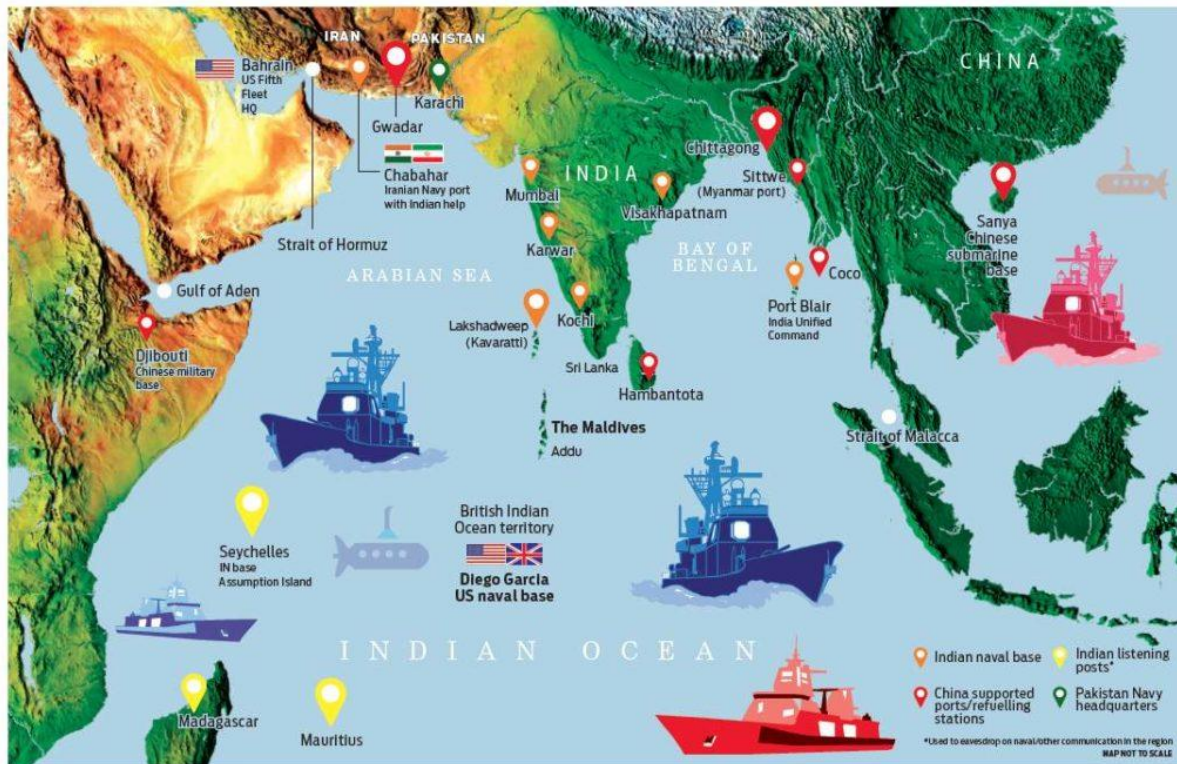 IRAN
PAKISTAN
CHINA
Bahrain
US Fifth
Fleet
HQ
Karachi
Gwadar
Chabahar
Iranian Navy port
with Indian help
Strait of Hormuz
INDIA
Mumbai
Visakhapatnam
Karwar
Kochi
Chittagong
Sittwe
(Myanmar port)
Sanya
Chinese
submarine
base
BAY OF
BENGAL
ARABIAN SEA
Coco
Port Blair
India Unified
Command
Gulf of Aden
Djibouti
Chinese military
base
Lakshadweep
(Kavaratti)
Sri Lanka
Hambantota
The Maldives
Addu
Strait of Malacca
British Indian
Ocean territory
Diego Garcia
US naval base
Seychelles
IN base
Assumption Island
INDIAN OCEAN
Madagascar
Mauritius
Indian naval base
Indian listening
posts*
China supported
ports/refuelling
stations
Pakistan Navy
headquarters
*Used to eavesdrop on naval/other communication in the region
MAP NOT TO SCALE